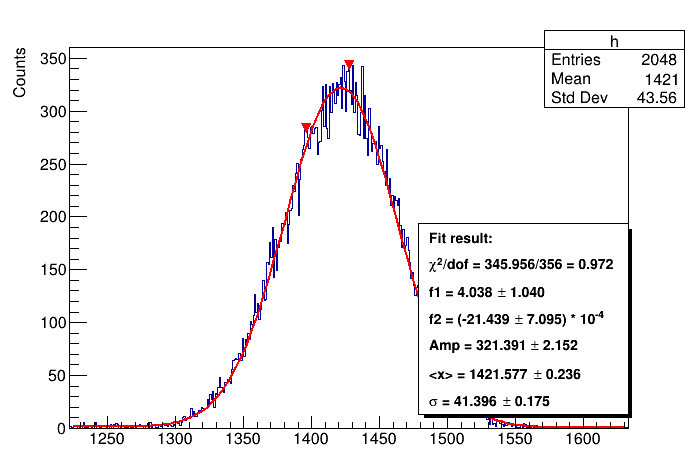 h
Entries 2048
Mean 1421
Std Dev 43.56
Counts
350
300
250
200
150
100
50
0
Fit result:
χ²/dof = 345.956/356 = 0.972
f1 = 4.038 ± 1.040
f2 = (-21.439 ± 7.095) * 10⁻⁴
Amp = 321.391 ± 2.152
<x> = 1421.577 ± 0.236
σ = 41.396 ± 0.175
1250 1300 1350 1400 1450 1500 1550 1600